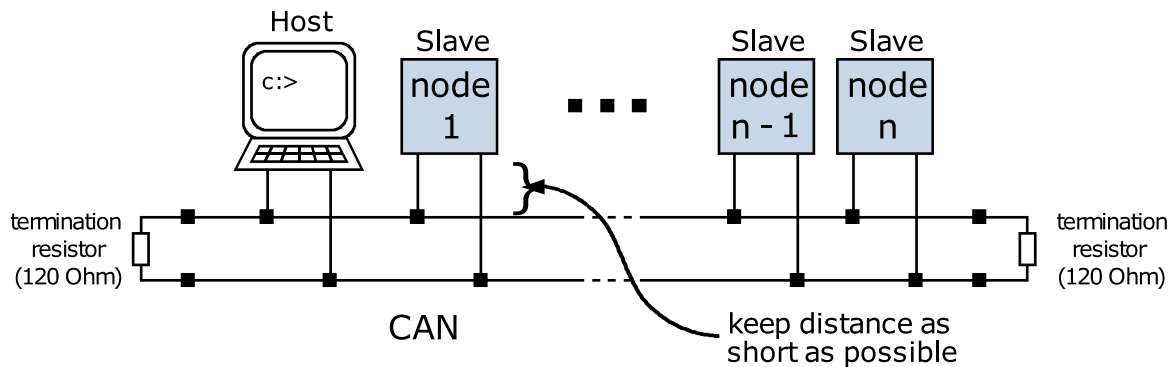 Host
c:>
Slave
node
1
Slave
node
n - 1
Slave
node
n
termination
resistor
(120 Ohm)
termination
resistor
(120 Ohm)
CAN
keep distance as
short as possible